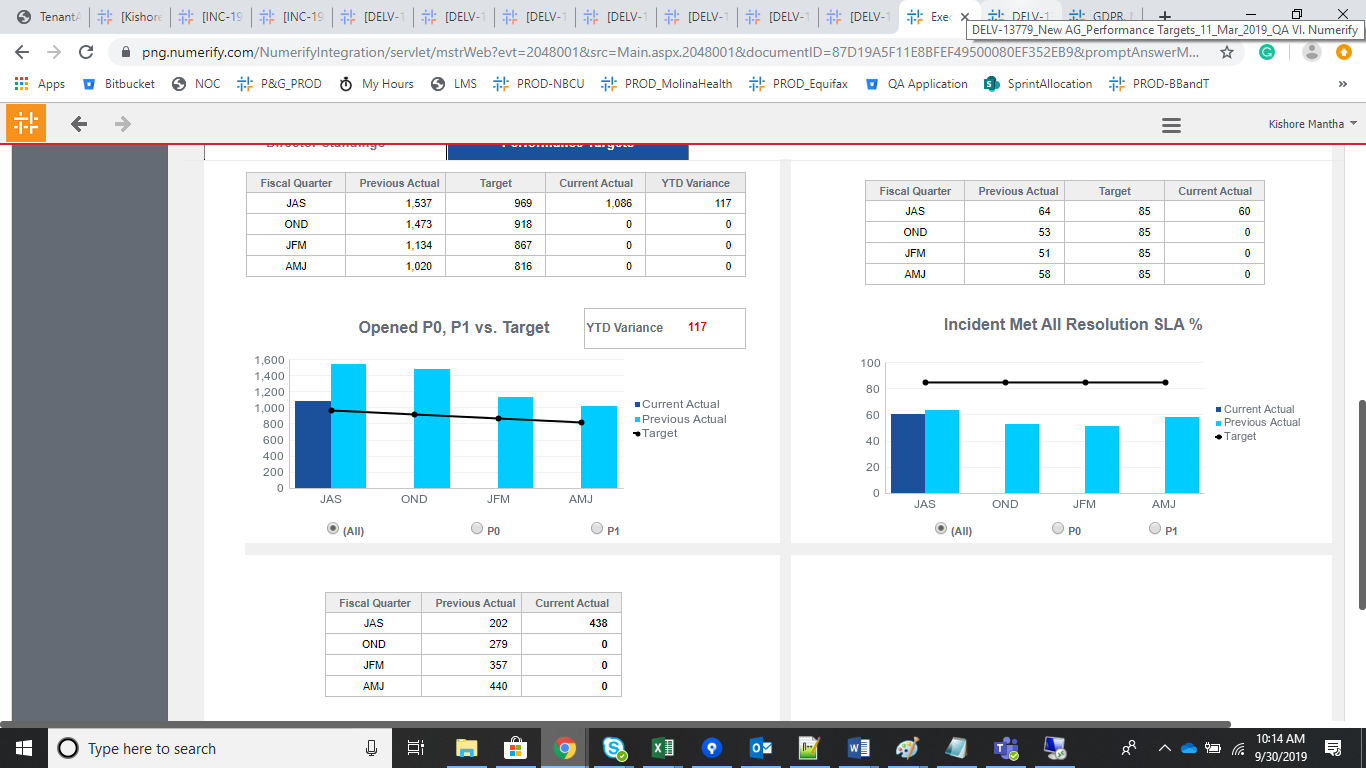 TenantA
[Kishore
[INC-19
[INC-19
[DELV-1
[DELV-1
[DELV-1
[DELV-1
[DELV-1
[DELV-1
[DELV-1
Exec
DELV-1
GDPR.
DELV-13779_New AG_Performance Targets_11_Mar_2019_QA VI. Numerify
png.numerify.com/NumerifyIntegration/servlet/mstrWeb?evt=2048001&src=Main.aspx.2048001&documentID=87D19A5F11E8BFEF49500080EF352EB9&promptAnswerM...
Apps Bitbucket NOC P&G_PROD My Hours LMS PROD-NBCU PROD_MolinaHealth PROD_Equifax QA Application SprintAllocation PROD-BBandT »
Kishore Mantha
Director Standings Performance Targets
Fiscal Quarter Previous Actual Target Current Actual YTD Variance
JAS 1,537 969 1,086 117
OND 1,473 918 0 0
JFM 1,134 867 0 0
AMJ 1,020 816 0 0
Opened P0, P1 vs. Target
YTD Variance 117
1,600
1,400
1,200
1,000
800
600
400
200
0
JAS OND JFM AMJ
Current Actual
Previous Actual
Target
(All) P0 P1
Fiscal Quarter Previous Actual Target Current Actual
JAS 64 85 60
OND 53 85 0
JFM 51 85 0
AMJ 58 85 0
Incident Met All Resolution SLA %
100
80
60
40
20
0
JAS OND JFM AMJ
Current Actual
Previous Actual
Target
(All) P0 P1
Fiscal Quarter Previous Actual Current Actual
JAS 202 438
OND 279 0
JFM 357 0
AMJ 440 0
Type here to search
10:14 AM
9/30/2019